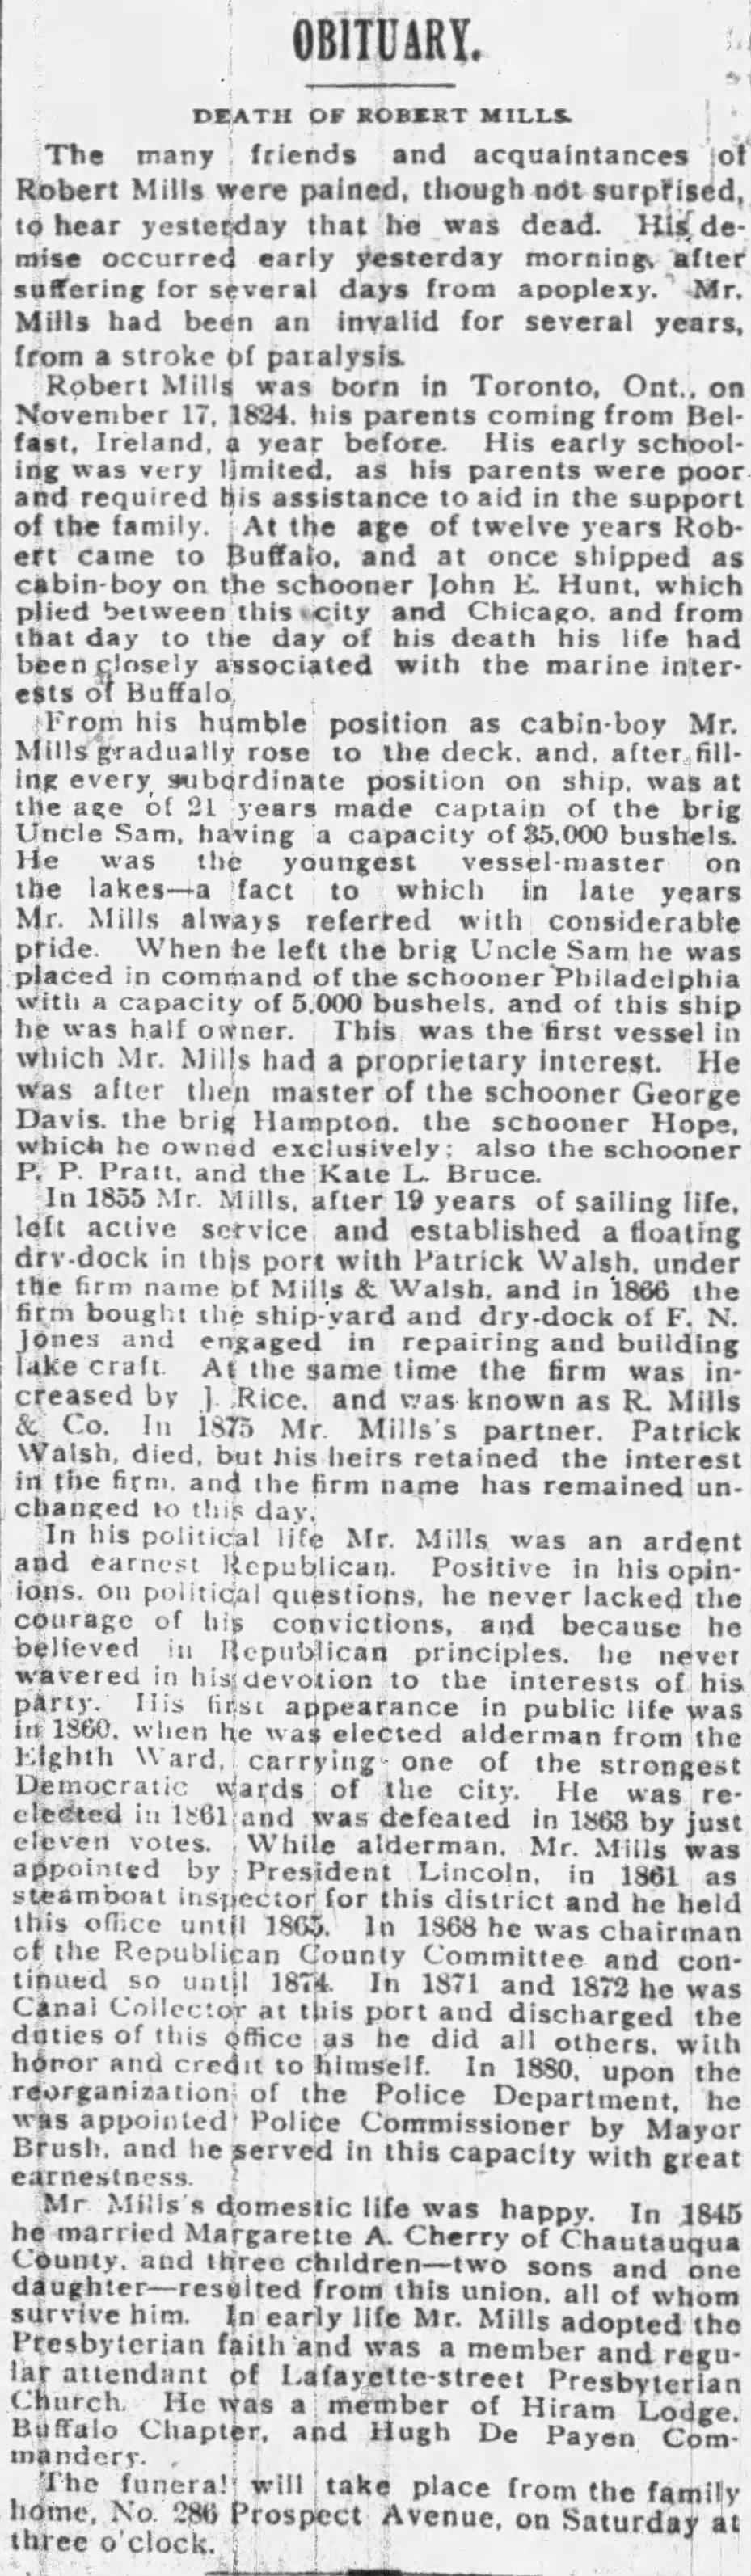 OBITUARY.
DEATH OF ROBERT MILLS.
The many friends and acquaintances of
Robert Mills were pained, though not surprised,
to hear yesterday that he was dead. His de-
mise occurred early yesterday morning, after
suffering for several days from apoplexy. Mr.
Mills had been an invalid for several years,
from a stroke of paralysis.
Robert Mills was born in Toronto, Ont., on
November 17, 1824, his parents coming from Bel-
fast, Ireland, a year before. His early school-
ing was very limited, as his parents were poor
and required his assistance to aid in the support
of the family. At the age of twelve years Rob-
ert came to Buffalo, and at once shipped as
cabin-boy on the schooner John E. Hunt, which
plied between this city and Chicago, and from
that day to the day of his death his life had
been closely associated with the marine inter-
ests of Buffalo.
From his humble position as cabin-boy Mr.
Mills gradually rose to the deck, and, after fill-
ing every subordinate position on ship, was at
the age of 21 years made captain of the brig
Uncle Sam, having a capacity of 35,000 bushels.
He was the youngest vessel-master on
the lakes—a fact to which in late years
Mr. Mills always referred with considerable
pride. When he left the brig Uncle Sam he was
placed in command of the schooner Philadelphia
with a capacity of 5,000 bushels, and of this ship
he was half owner. This was the first vessel in
which Mr. Mills had a proprietary interest. He
was after then master of the schooner George
Davis, the brig Hampton, the schooner Hope,
which he owned exclusively; also the schooner
P. P. Pratt, and the Kate L. Bruce.
In 1855 Mr. Mills, after 19 years of sailing life,
left active service and established a floating
dry-dock in this port with Patrick Walsh, under
the firm name of Mills & Walsh, and in 1866 the
firm bought the ship-yard and dry-dock of F. N.
Jones and engaged in repairing and building
lake craft. At the same time the firm was in-
creased by J. Rice, and was known as R. Mills
& Co. In 1875 Mr. Mills's partner, Patrick
Walsh, died, but his heirs retained the interest
in the firm, and the firm name has remained un-
changed to this day.
In his political life Mr. Mills was an ardent
and earnest Republican. Positive in his opin-
ions, on political questions, he never lacked the
courage of his convictions, and because he
believed in Republican principles, he never
wavered in his devotion to the interests of his
party. His first appearance in public life was
in 1860, when he was elected alderman from the
Eighth Ward, carrying one of the strongest
Democratic wards of the city. He was re-
elected in 1861 and was defeated in 1863 by just
eleven votes. While alderman, Mr. Mills was
appointed by President Lincoln, in 1861 as
steamboat inspector for this district and he held
this office until 1865. In 1868 he was chairman
of the Republican County Committee and con-
tinued so until 1874. In 1871 and 1872 he was
Canal Collector at this port and discharged the
duties of this office as he did all others, with
honor and credit to himself. In 1880, upon the
reorganization of the Police Department, he
was appointed Police Commissioner by Mayor
Brush, and he served in this capacity with great
earnestness.
Mr Mills's domestic life was happy. In 1845
he married Margarette A. Cherry of Chautauqua
County, and three children—two sons and one
daughter—resulted from this union, all of whom
survive him. In early life Mr. Mills adopted the
Presbyterian faith and was a member and regu-
lar attendant of Lafayette-street Presbyterian
Church. He was a member of Hiram Lodge,
Buffalo Chapter, and Hugh De Payen Com-
mandery.
The funeral will take place from the family
home, No. 286 Prospect Avenue, on Saturday at
three o'clock.